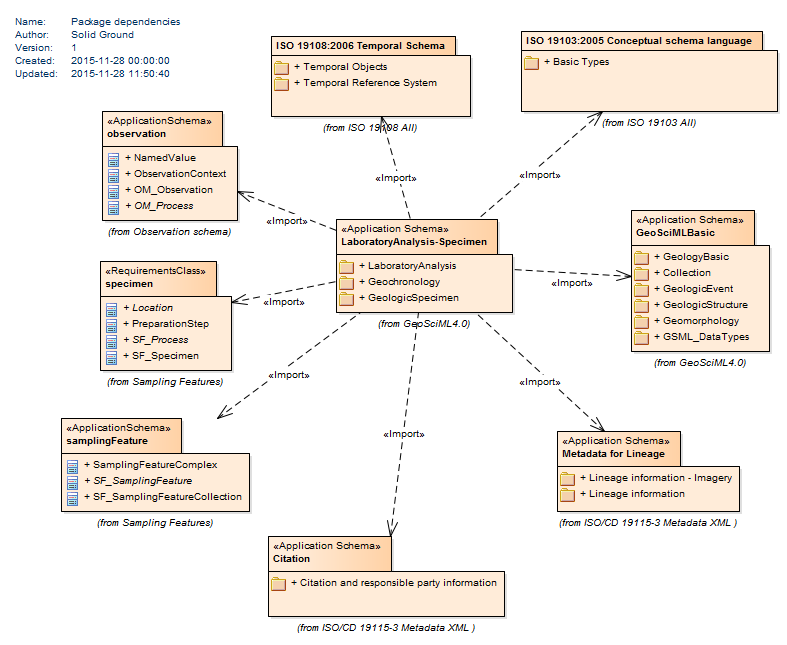 Name: Package dependencies
Author: Solid Ground
Version: 1
Created: 2015-11-28 00:00:00
Updated: 2015-11-28 11:50:40
ISO 19108:2006 Temporal Schema
+ Temporal Objects
+ Temporal Reference System
(from ISO 19108 All)
ISO 19103:2005 Conceptual schema language
+ Basic Types
(from ISO 19103 All)
«ApplicationSchema»
observation
+ NamedValue
+ ObservationContext
+ OM_Observation
+ OM_Process
(from Observation schema)
«Import»
«Import»
«Import»
«Application Schema»
LaboratoryAnalysis-Specimen
+ LaboratoryAnalysis
+ Geochronology
+ GeologicSpecimen
(from GeoSciML4.0)
«Application Schema»
GeoSciMLBasic
+ GeologyBasic
+ Collection
+ GeologicEvent
+ GeologicStructure
+ Geomorphology
+ GSML_DataTypes
(from GeoSciML4.0)
«Import»
«RequirementsClass»
specimen
+ Location
+ PreparationStep
+ SF_Process
+ SF_Specimen
(from Sampling Features)
«Import»
«Import»
«Import»
«Import»
«ApplicationSchema»
samplingFeature
+ SamplingFeatureComplex
+ SF_SamplingFeature
+ SF_SamplingFeatureCollection
(from Sampling Features)
«Application Schema»
Metadata for Lineage
+ Lineage information - Imagery
+ Lineage information
(from ISO/CD 19115-3 Metadata XML )
«Application Schema»
Citation
+ Citation and responsible party information
(from ISO/CD 19115-3 Metadata XML )